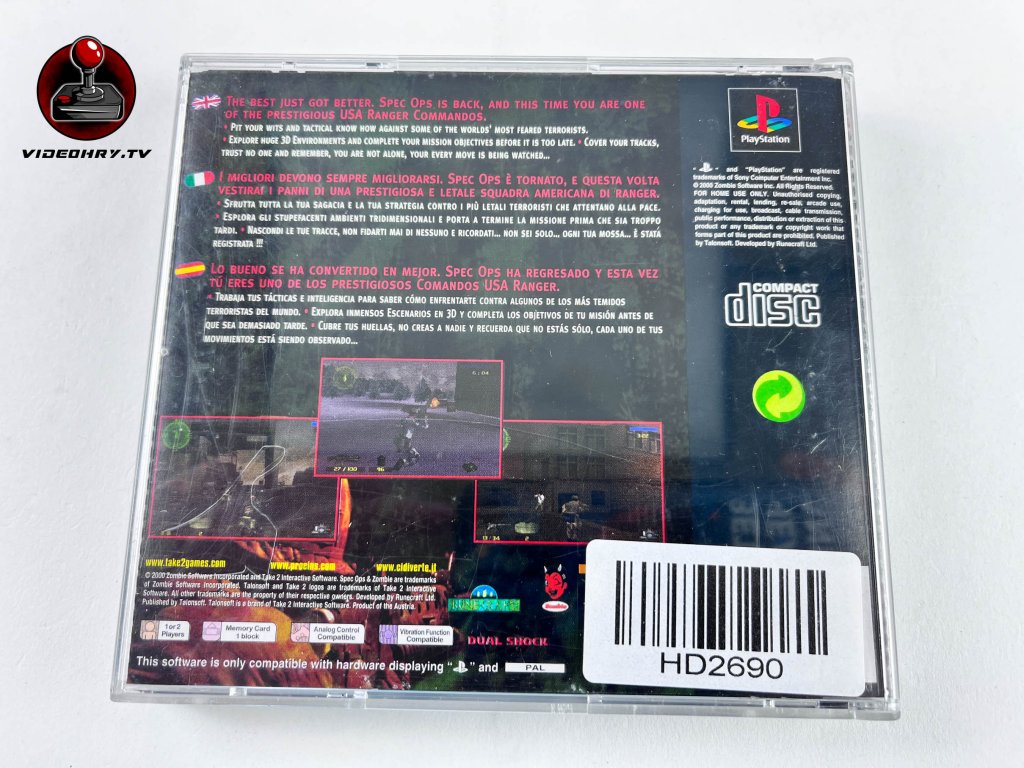 VIDEOHRY.TV
THE BEST JUST GOT BETTER. SPEC OPS IS BACK, AND THIS TIME YOU ARE ONE
OF THE PRESTIGIOUS USA RANGER COMMANDOS.
• PIT YOUR WITS AND TACTICAL KNOW HOW AGAINST SOME OF THE WORLDS' MOST FEARED TERRORISTS.
• EXPLORE HUGE 3D ENVIRONMENTS AND COMPLETE YOUR MISSION OBJECTIVES BEFORE IT IS TOO LATE. • COVER YOUR TRACKS,
TRUST NO ONE AND REMEMBER, YOU ARE NOT ALONE, YOUR EVERY MOVE IS BEING WATCHED...
I MIGLIORI DEVONO SEMPRE MIGLIORARSI. SPEC OPS È TORNATO, E QUESTA VOLTA
VESTIRAI I PANNI DI UNA PRESTIGIOSA E LETALE SQUADRA AMERICANA DI RANGER.
• SFRUTTA TUTTA LA TUA SAGACIA E LA TUA STRATEGIA CONTRO I PIÙ LETALI TERRORISTI CHE ATTENTANO ALLA PACE.
• ESPLORA GLI STUPEFACENTI AMBIENTI TRIDIMENSIONALI E PORTA A TERMINE LA MISSIONE PRIMA CHE SIA TROPPO
TARDI. • NASCONDI LE TUE TRACCE, NON FIDARTI MAI DI NESSUNO E RICORDATI... NON SEI SOLO... OGNI TUA MOSSA... È STATA
REGISTRATA !!!
LO BUENO SE HA CONVERTIDO EN MEJOR. SPEC OPS HA REGRESADO Y ESTA VEZ
TÚ ERES UNO DE LOS PRESTIGIOSOS COMANDOS USA RANGER.
• TRABAJA TUS TÁCTICAS E INTELIGENCIA PARA SABER CÓMO ENFRENTARTE CONTRA ALGUNOS DE LOS MÁS TEMIDOS
TERRORISTAS DEL MUNDO. • EXPLORA INMENSOS ESCENARIOS EN 3D Y COMPLETA LOS OBJETIVOS DE TU MISIÓN ANTES DE
QUE SEA DEMASIADO TARDE. • CUBRE TUS HUELLAS, NO CREAS A NADIE Y RECUERDA QUE NO ESTÁS SÓLO, CADA UNO DE TUS
MOVIMIENTOS ESTÁ SIENDO OBSERVADO...
PlayStation
" " and "PlayStation" are registered
trademarks of Sony Computer Entertainment Inc.
© 2000 Zombie Software Inc. All Rights Reserved.
FOR HOME USE ONLY. Unauthorised copying,
adaptation, rental, lending, re-sale, arcade use,
charging for use, broadcast, cable transmission,
public performance, distribution or extraction of this
product or any trademark or copyright work that
forms part of this product are prohibited. Published
by Talonsoft. Developed by Runecraft Ltd.
COMPACT
disc
6:04
27/100 96
3:22
13/34 2
www.take2games.com www.proeins.com www.cidiverte.it
© 2000 Zombie Software Incorporated and Take 2 Interactive Software. Spec Ops & Zombie are trademarks
of Zombie Software Incorporated. Talonsoft and Take 2 logos are trademarks of Take 2 Interactive
Software. All other trademarks are the property of their respective owners. Developed by Runecraft Ltd.
Published by Talonsoft. Talonsoft is a brand of Take 2 Interactive Software. Product of the Austria.
RUNECRAFT
Zombie
1 or 2
Players
Memory Card
1 block
Analog Control
Compatible
Vibration Function
Compatible
DUAL SHOCK
This software is only compatible with hardware displaying " " and PAL
HD2690